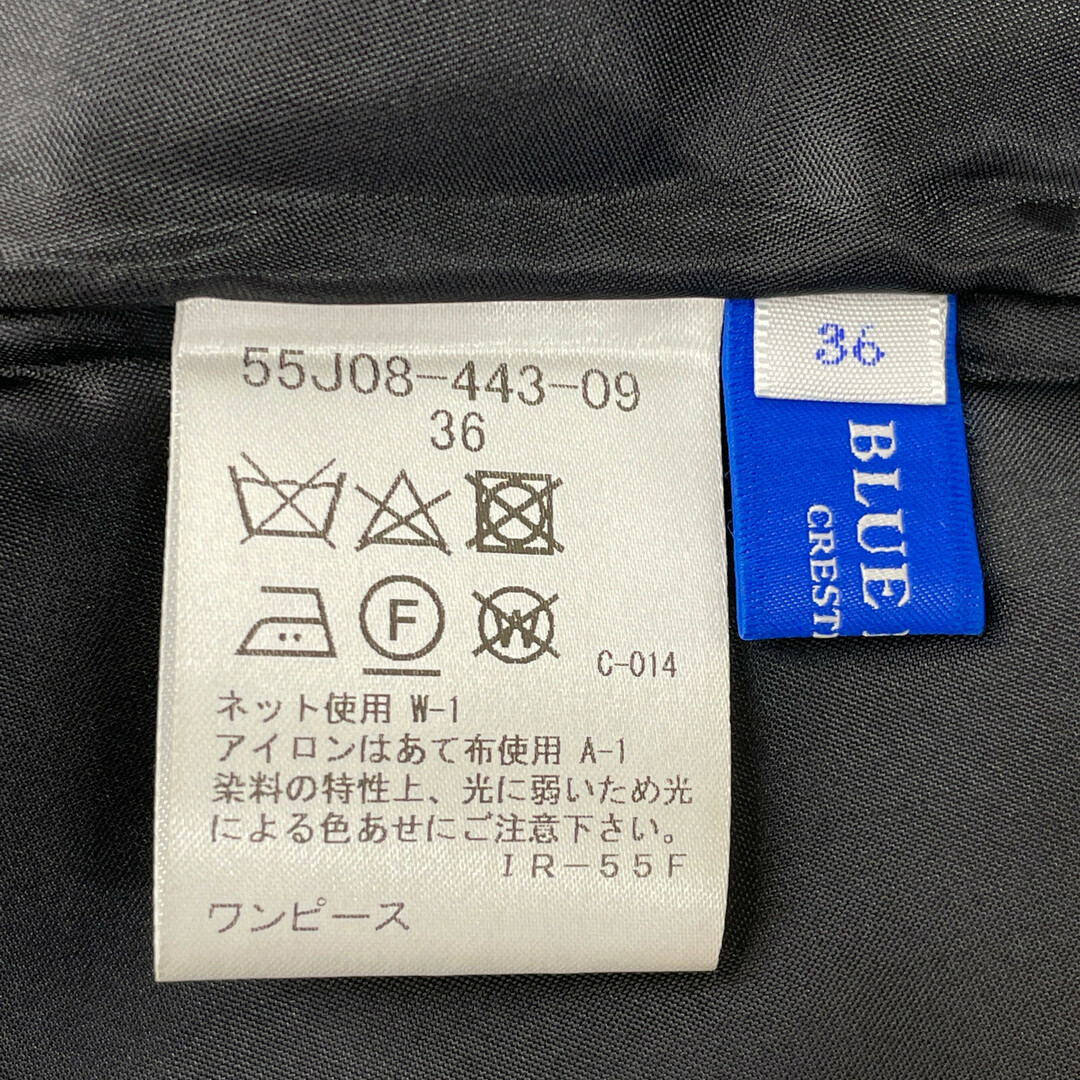 55J08-443-09
36
F
W
C-014
ネット使用 W-1
アイロンはあて布使用 A-1
染料の特性上、光に弱いため光
による色あせにご注意下さい。
IR-55F
ワンピース
36
BLUE
CREST